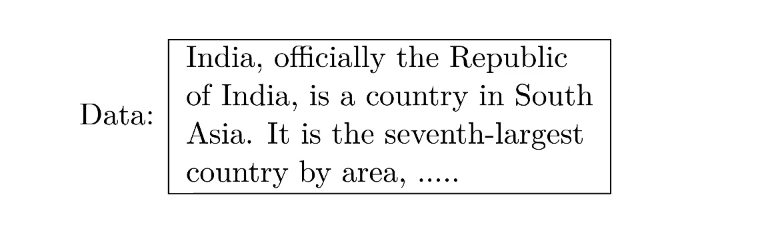 Data:
India, officially the Republic
of India, is a country in South
Asia. It is the seventh-largest
country by area, .....